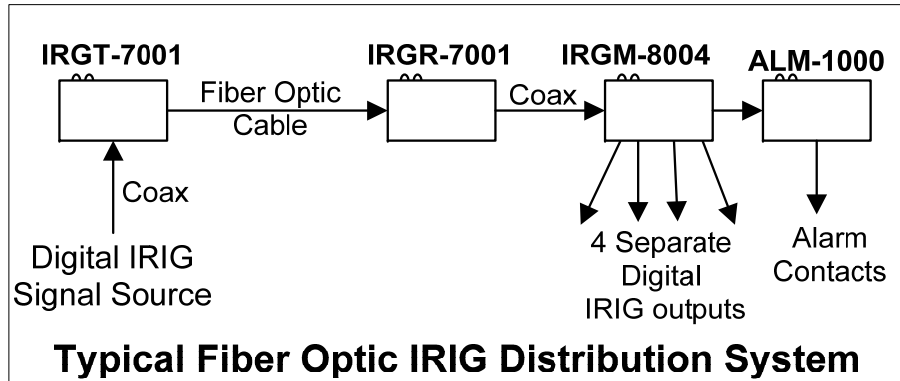 IRGT-7001
IRGR-7001
IRGM-8004
ALM-1000
Fiber Optic
Cable
Coax
Coax
Digital IRIG
Signal Source
4 Separate
Digital
IRIG outputs
Alarm
Contacts
Typical Fiber Optic IRIG Distribution System